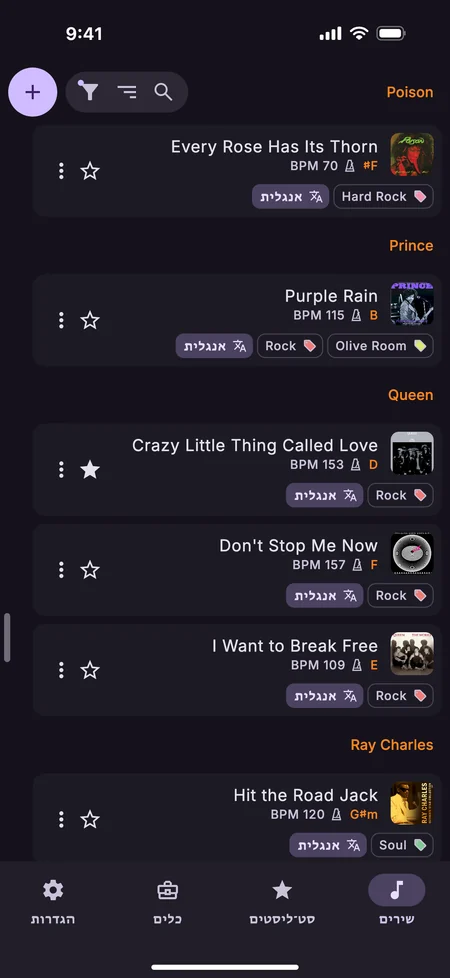 9:41
Poison
Every Rose Has Its Thorn
BPM 70 #F
Hard Rock אנגלית
Prince
Purple Rain
BPM 115 B
Olive Room Rock אנגלית
Queen
Crazy Little Thing Called Love
BPM 153 D
Rock אנגלית
Don't Stop Me Now
BPM 157 F
Rock אנגלית
I Want to Break Free
BPM 109 E
Rock אנגלית
Ray Charles
Hit the Road Jack
BPM 120 G#m
RAY CHARLES
Soul אנגלית
שירים סט־ליסטים כלים הגדרות